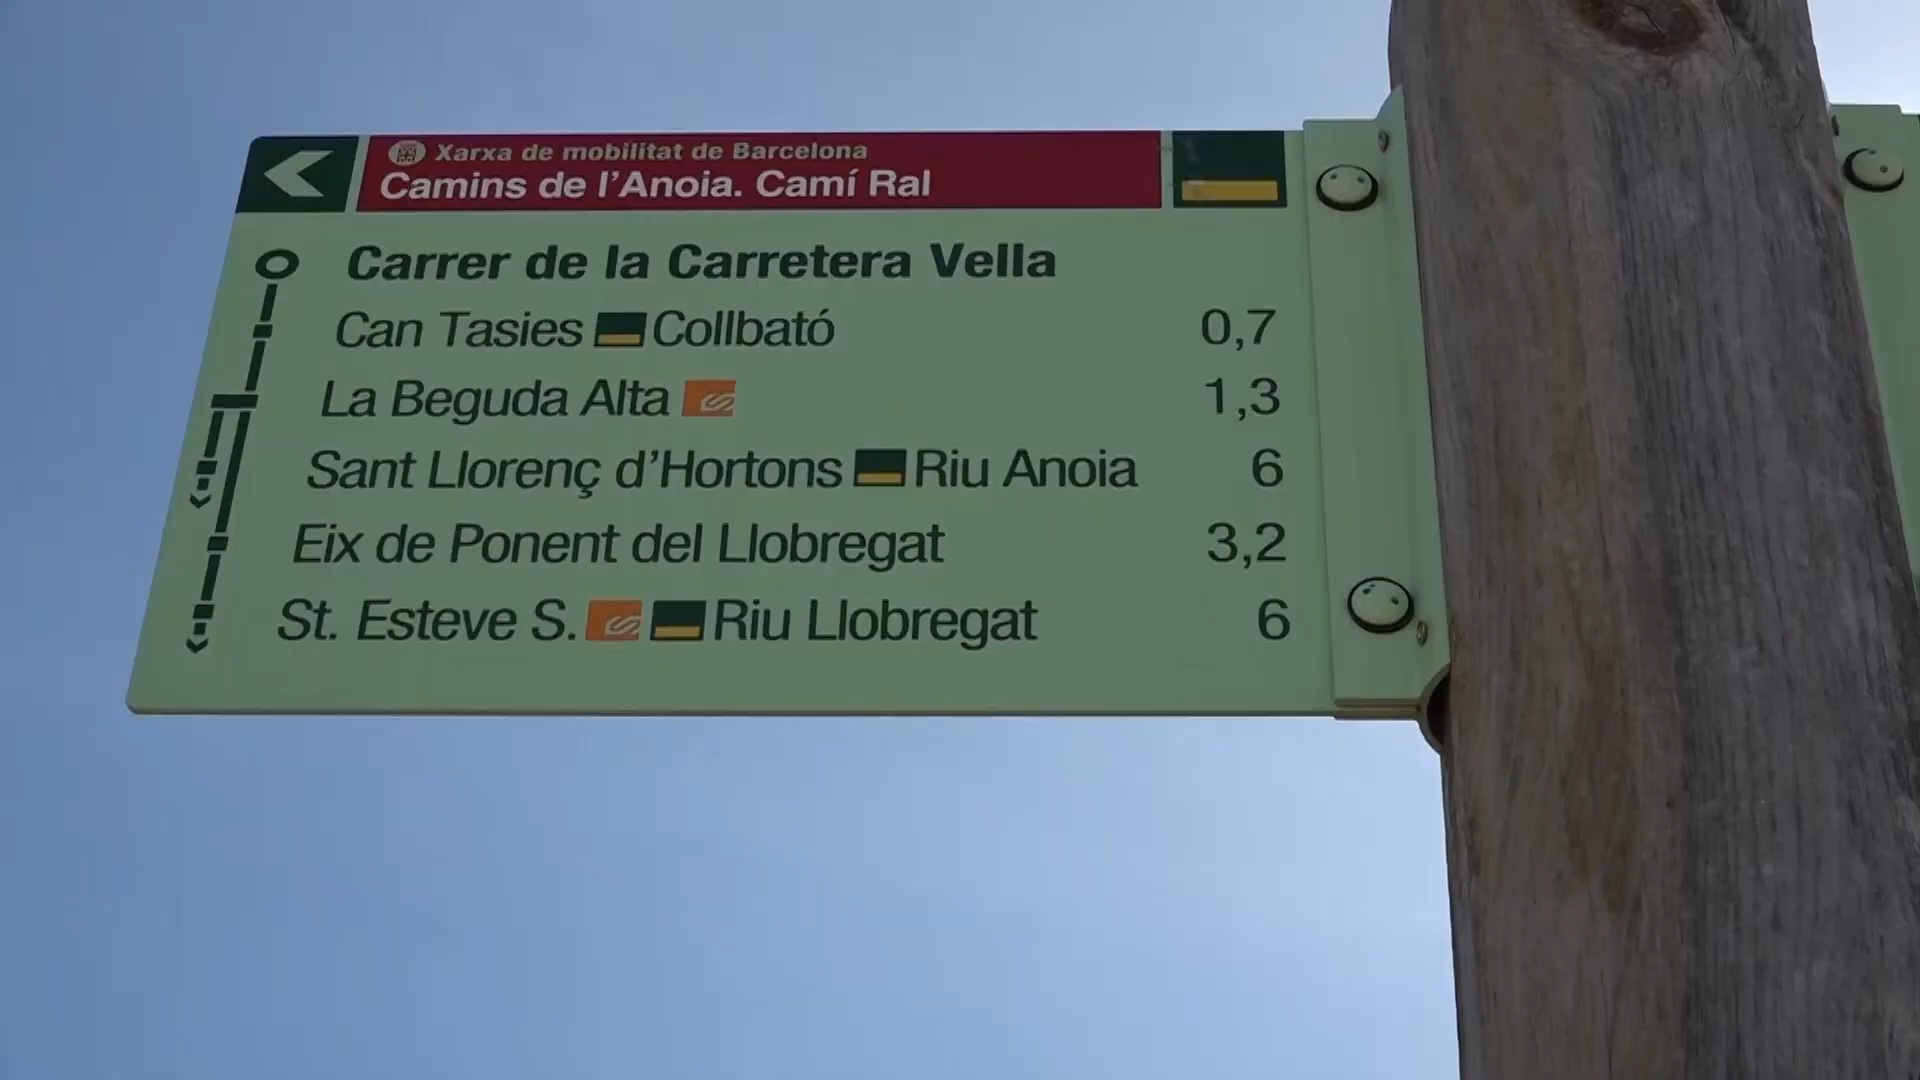 Xarxa de mobilitat de Barcelona
Camins de l'Anoia. Camí Ral
Carrer de la Carretera Vella
Can Tasies Collbató 0,7
La Beguda Alta 1,3
Sant Llorenç d'Hortons Riu Anoia 6
Eix de Ponent del Llobregat 3,2
St. Esteve S. Riu Llobregat 6